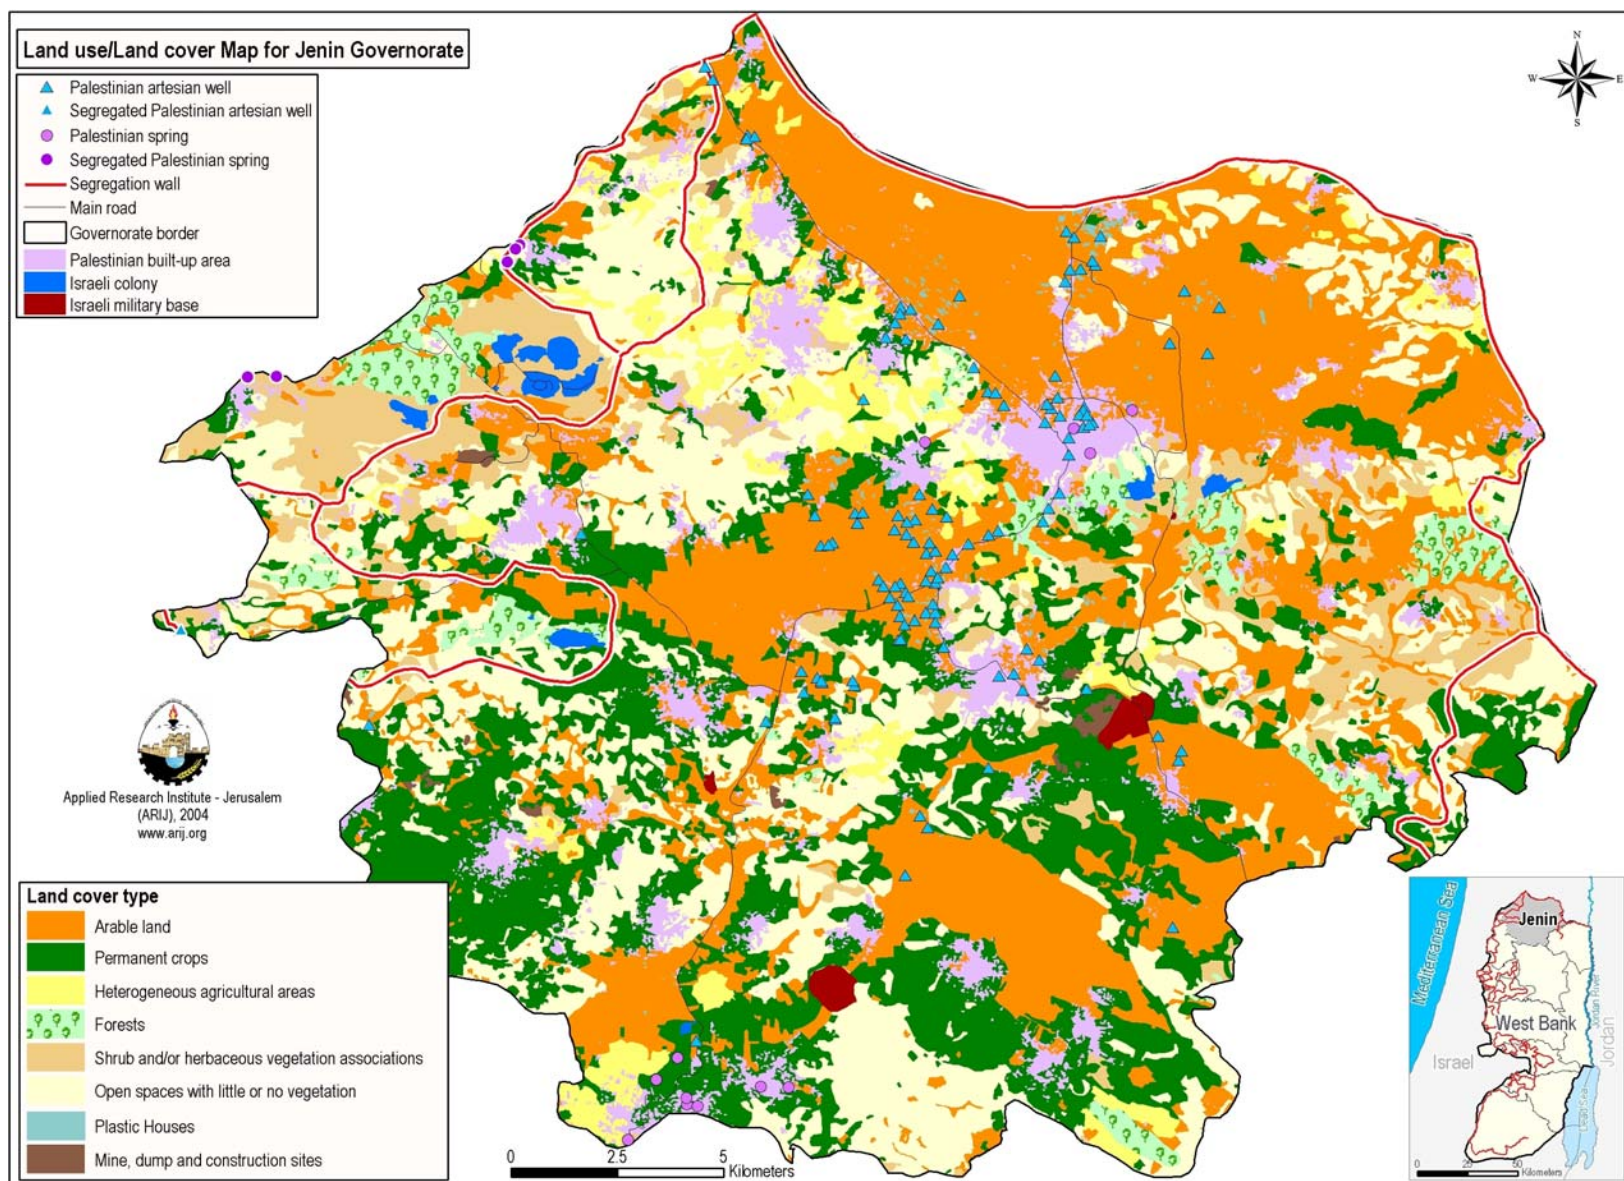 Land use/Land cover Map for Jenin Governorate
Palestinian artesian well
Segregated Palestinian artesian well
Palestinian spring
Segregated Palestinian spring
Segregation wall
Main road
Governorate border
Palestinian built-up area
Israeli colony
Israeli military base
N
W
E
S
Applied Research Institute - Jerusalem
(ARIJ), 2004
www.arij.org
Land cover type
Arable land
Permanent crops
Heterogeneous agricultural areas
Forests
Shrub and/or herbaceous vegetation associations
Open spaces with little or no vegetation
Plastic Houses
Mine, dump and construction sites
0 2.5 5
Kilometers
Mediterranean Sea
Jenin
West Bank
Jordan River
Jordan
Israel
Dead Sea
0 25 50
Kilometers